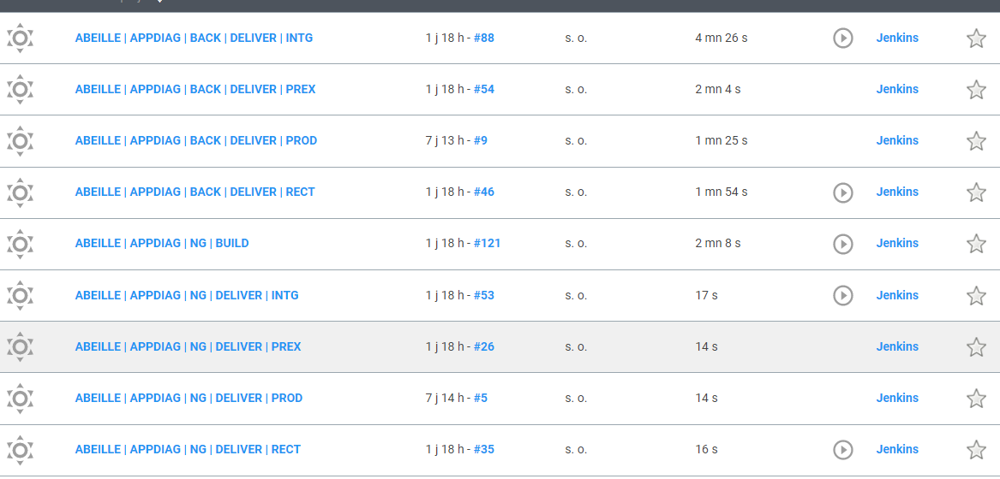 ABEILLE | APPDIAG | BACK | DELIVER | INTG 1 j 18 h - #88 s. o. 4 mn 26 s Jenkins
ABEILLE | APPDIAG | BACK | DELIVER | PREX 1 j 18 h - #54 s. o. 2 mn 4 s Jenkins
ABEILLE | APPDIAG | BACK | DELIVER | PROD 7 j 13 h - #9 s. o. 1 mn 25 s Jenkins
ABEILLE | APPDIAG | BACK | DELIVER | RECT 1 j 18 h - #46 s. o. 1 mn 54 s Jenkins
ABEILLE | APPDIAG | NG | BUILD 1 j 18 h - #121 s. o. 2 mn 8 s Jenkins
ABEILLE | APPDIAG | NG | DELIVER | INTG 1 j 18 h - #53 s. o. 17 s Jenkins
ABEILLE | APPDIAG | NG | DELIVER | PREX 1 j 18 h - #26 s. o. 14 s Jenkins
ABEILLE | APPDIAG | NG | DELIVER | PROD 7 j 14 h - #5 s. o. 14 s Jenkins
ABEILLE | APPDIAG | NG | DELIVER | RECT 1 j 18 h - #35 s. o. 16 s Jenkins